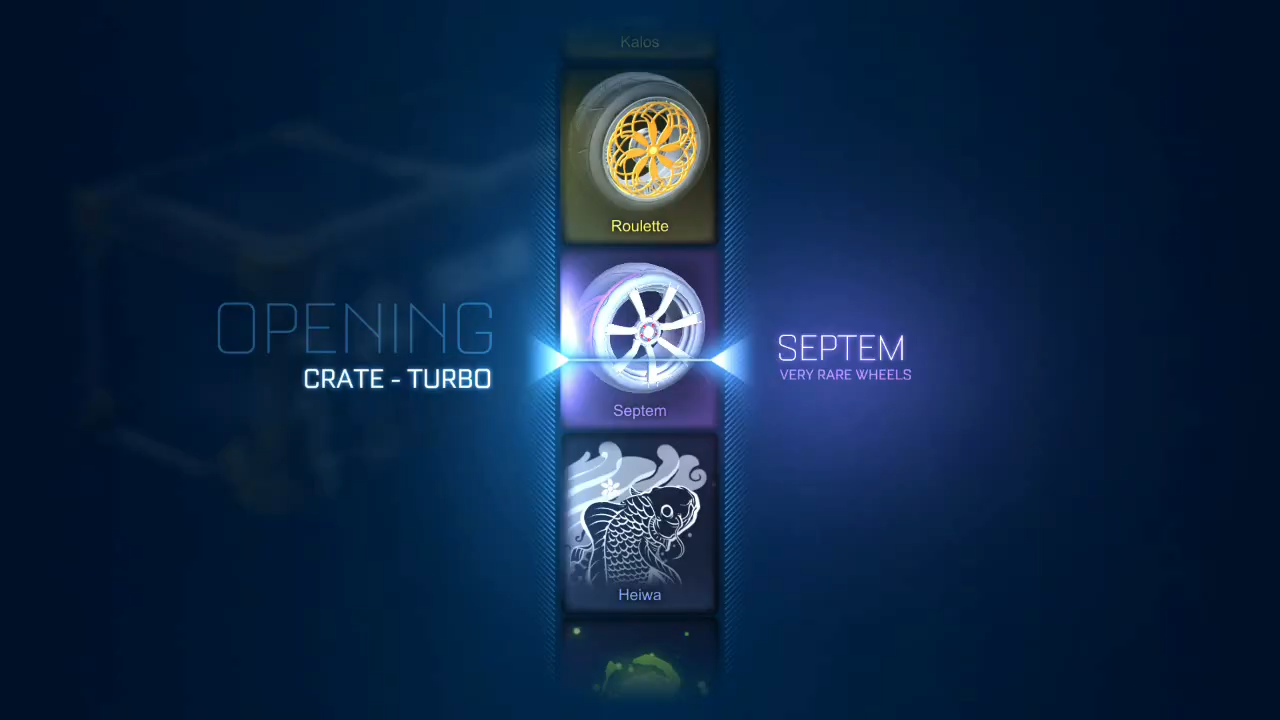 Kalos
Roulette
OPENING
CRATE - TURBO
SEPTEM
VERY RARE WHEELS
Septem
Heiwa